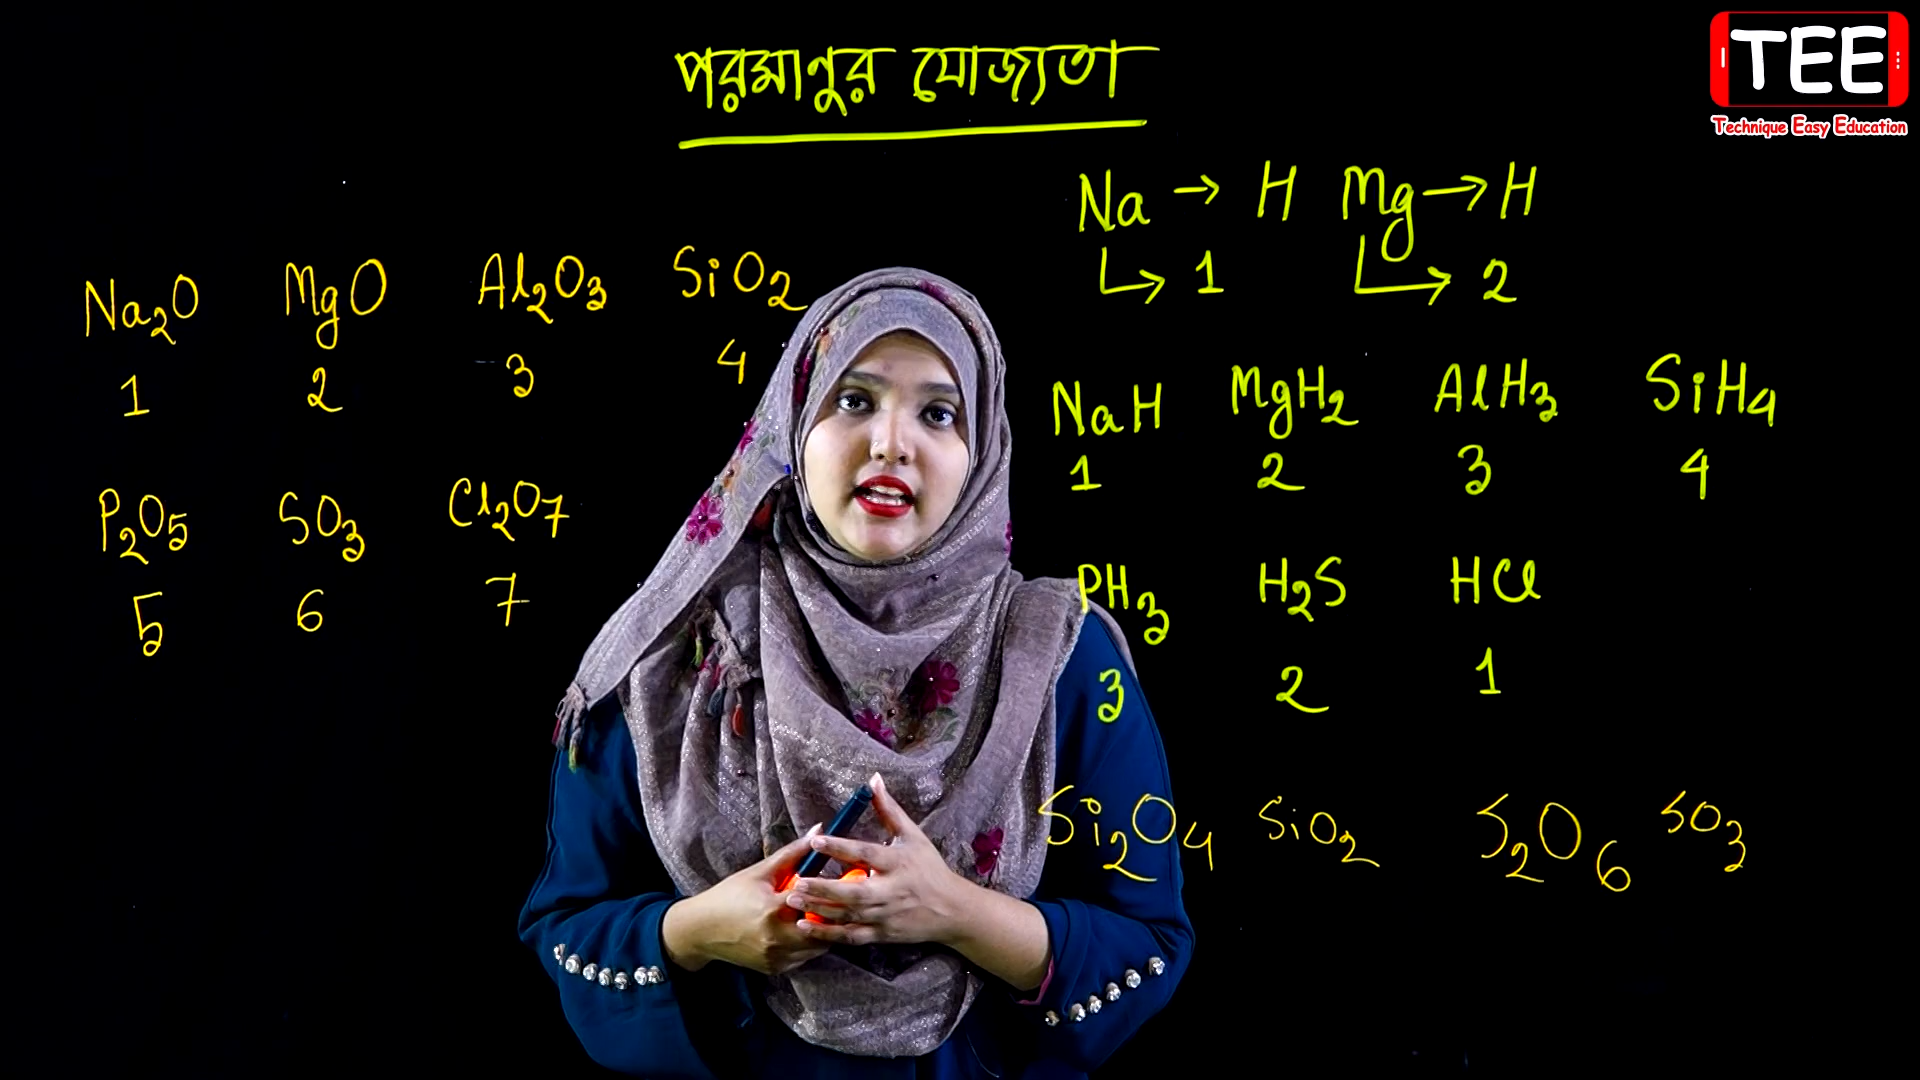 পরমানুর যোজ্যতা
TEE
Technique Easy Education
Na → H Mg → H
↳ 1 ↳ 2
Na₂O MgO Al₂O₃ SiO₂
1 2 3 4
P₂O₅ SO₃ Cl₂O₇
5 6 7
NaH MgH₂ AlH₃ SiH₄
1 2 3 4
PH₃ H₂S HCl
3 2 1
Si₂O₄ SiO₂ S₂O₆ SO₃